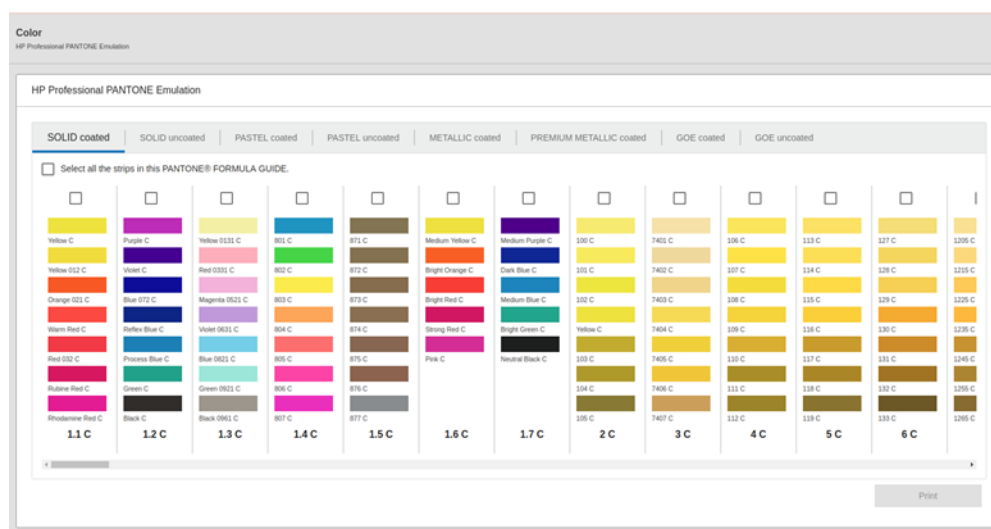 Color
HP Professional PANTONE Emulation
HP Professional PANTONE Emulation
SOLID coated SOLID uncoated PASTEL coated PASTEL uncoated METALLIC coated PREMIUM METALLIC coated GOE coated GOE uncoated
Select all the strips in this PANTONE® FORMULA GUIDE.
Yellow C Purple C Yellow 0131 C 801 C 871 C Medium Yellow C Medium Purple C 100 C 7401 C 106 C 113 C 127 C 1205 C
Yellow 012 C Violet C Red 0331 C 802 C 872 C Bright Orange C Dark Blue C 101 C 7402 C 107 C 114 C 128 C 1215 C
Orange 021 C Blue 072 C Magenta 0521 C 803 C 873 C Bright Red C Medium Blue C 102 C 7403 C 108 C 115 C 129 C 1225 C
Warm Red C Reflex Blue C Violet 0631 C 804 C 874 C Strong Red C Bright Green C Yellow C 7404 C 109 C 116 C 130 C 1235 C
Red 032 C Process Blue C Blue 0821 C 805 C 875 C Pink C Neutral Black C 103 C 7405 C 110 C 117 C 131 C 1245 C
Rubine Red C Green C Green 0921 C 806 C 876 C 104 C 7406 C 111 C 118 C 132 C 1255 C
Rhodamine Red C Black C Black 0961 C 807 C 877 C 105 C 7407 C 112 C 119 C 133 C 1265 C
1.1 C 1.2 C 1.3 C 1.4 C 1.5 C 1.6 C 1.7 C 2 C 3 C 4 C 5 C 6 C
Print